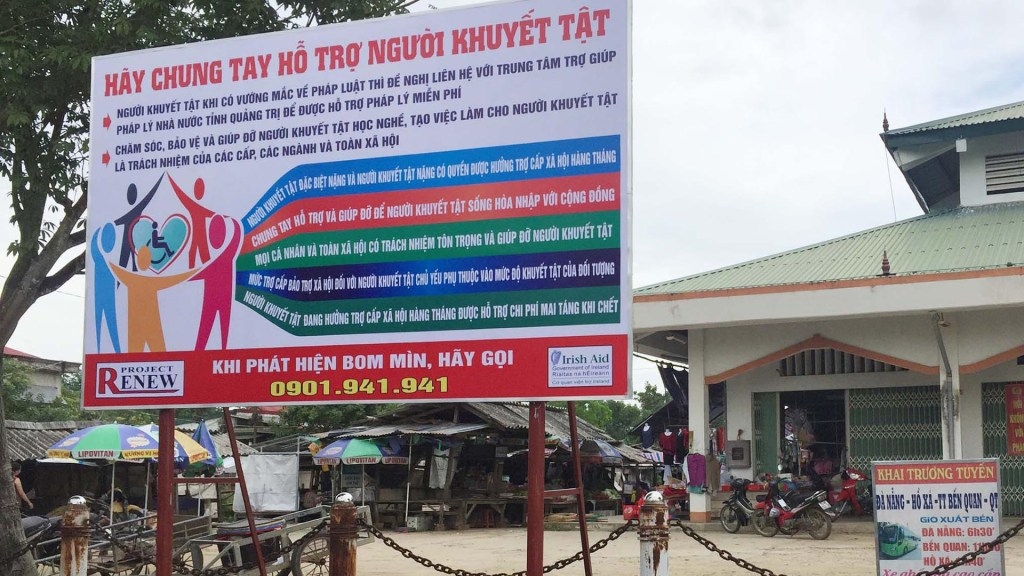 HÃY CHUNG TAY HỖ TRỢ NGƯỜI KHUYẾT TẬT
NGƯỜI KHUYẾT TẬT KHI CÓ VƯỚNG MẮC VỀ PHÁP LUẬT THÌ ĐỀ NGHỊ LIÊN HỆ VỚI TRUNG TÂM TRỢ GIÚP
PHÁP LÝ NHÀ NƯỚC TỈNH QUẢNG TRỊ ĐỂ ĐƯỢC HỖ TRỢ PHÁP LÝ MIỄN PHÍ
CHĂM SÓC, BẢO VỆ VÀ GIÚP ĐỠ NGƯỜI KHUYẾT TẬT HỌC NGHỀ, TẠO VIỆC LÀM CHO NGƯỜI KHUYẾT TẬT
LÀ TRÁCH NHIỆM CỦA CÁC CẤP, CÁC NGÀNH VÀ TOÀN XÃ HỘI
NGƯỜI KHUYẾT TẬT ĐẶC BIỆT NẶNG VÀ NGƯỜI KHUYẾT TẬT NẶNG CÓ QUYỀN ĐƯỢC HƯỞNG TRỢ CẤP XÃ HỘI HÀNG THÁNG
CHUNG TAY HỖ TRỢ VÀ GIÚP ĐỠ ĐỂ NGƯỜI KHUYẾT TẬT SỐNG HÒA NHẬP VỚI CỘNG ĐỒNG
MỌI CÁ NHÂN VÀ TOÀN XÃ HỘI CÓ TRÁCH NHIỆM TÔN TRỌNG VÀ GIÚP ĐỠ NGƯỜI KHUYẾT TẬT
MỨC TRỢ CẤP BẢO TRỢ XÃ HỘI ĐỐI VỚI NGƯỜI KHUYẾT TẬT CHỦ YẾU PHỤ THUỘC VÀO MỨC ĐỘ KHUYẾT TẬT CỦA ĐỐI TƯỢNG
NGƯỜI KHUYẾT TẬT ĐANG HƯỞNG TRỢ CẤP XÃ HỘI HÀNG THÁNG ĐƯỢC HỖ TRỢ CHI PHÍ MAI TÁNG KHI CHẾT
PROJECT
RENEW
KHI PHÁT HIỆN BOM MÌN, HÃY GỌI
0901.941.941
Irish Aid
Government of Ireland
Rialtas na hÉireann
Cơ quan viện trợ Ireland
LIPOVITAN
LIPOVITAN
KHAI TRƯƠNG TUYẾN
ĐÀ NẴNG - HỒ XÁ - TT BẾN QUAN - QT
GIỜ XUẤT BẾN
ĐÀ NẴNG: 6h30'
BẾN QUAN:
HỒ XÁ: